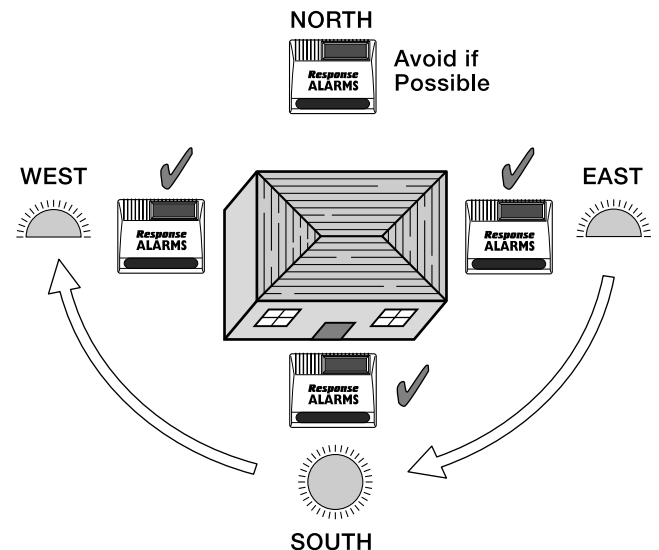 NORTH
Response
ALARMS
Avoid if
Possible
WEST
Response
ALARMS
Response
ALARMS
EAST
Response
ALARMS
SOUTH